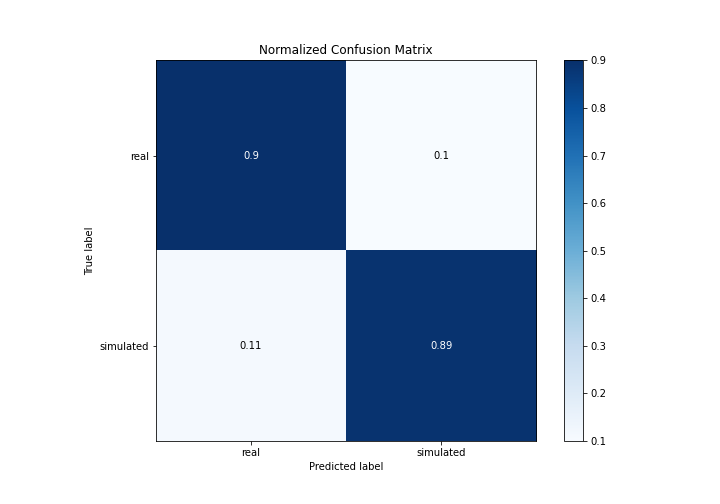 Normalized Confusion Matrix
True label
real
simulated
0.9
0.1
0.11
0.89
real
simulated
Predicted label
0.9
0.8
0.7
0.6
0.5
0.4
0.3
0.2
0.1